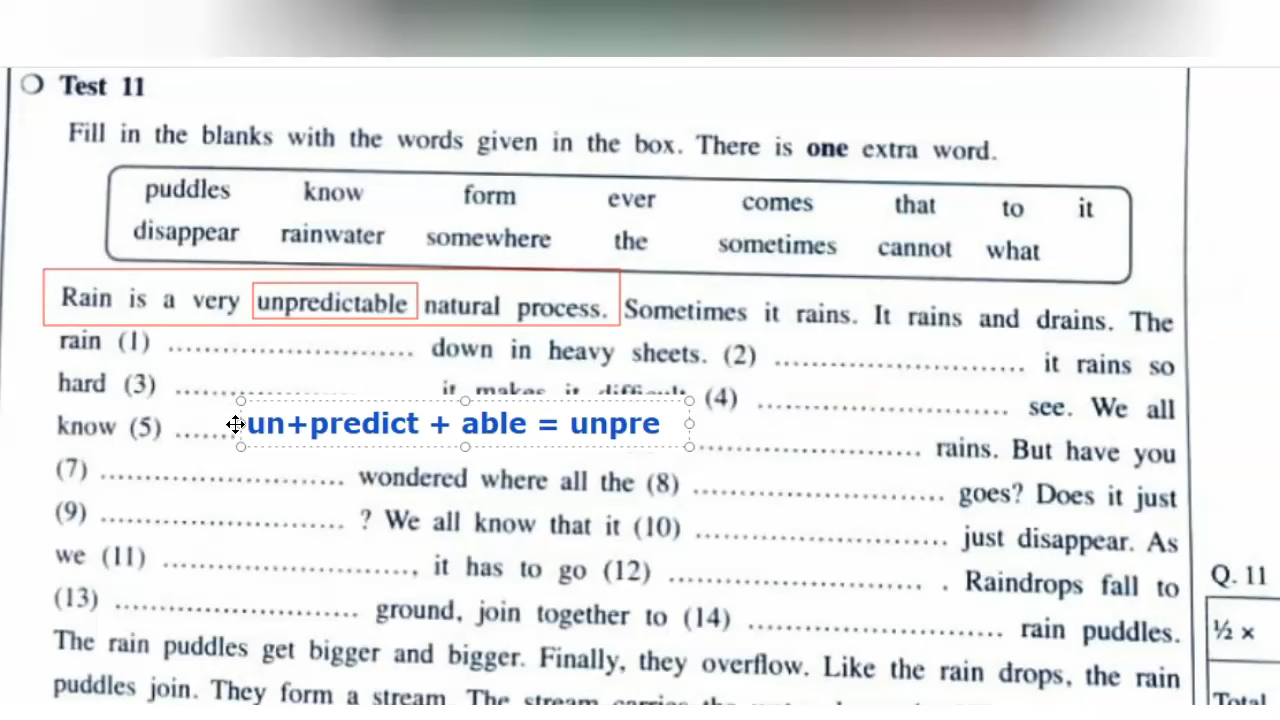 Test 11
Fill in the blanks with the words given in the box. There is one extra word.
puddles know form ever comes that to it
disappear rainwater somewhere the sometimes cannot what
Rain is a very unpredictable natural process. Sometimes it rains. It rains and drains. The
rain (1) ............................ down in heavy sheets. (2) ............................ it rains so
hard (3) ............................ it makes it difficult (4) ............................ see. We all
know (5) ...... un+predict + able = unpre ............................ rains. But have you
(7) ............................ wondered where all the (8) ............................ goes? Does it just
(9) ............................ ? We all know that it (10) ............................ just disappear. As
we (11) ............................, it has to go (12) ............................ . Raindrops fall to
(13) ............................ ground, join together to (14) ............................ rain puddles.
The rain puddles get bigger and bigger. Finally, they overflow. Like the rain drops, the rain
puddles join. They form a stream. The stream carries the
Q. 11
½ ×
Total